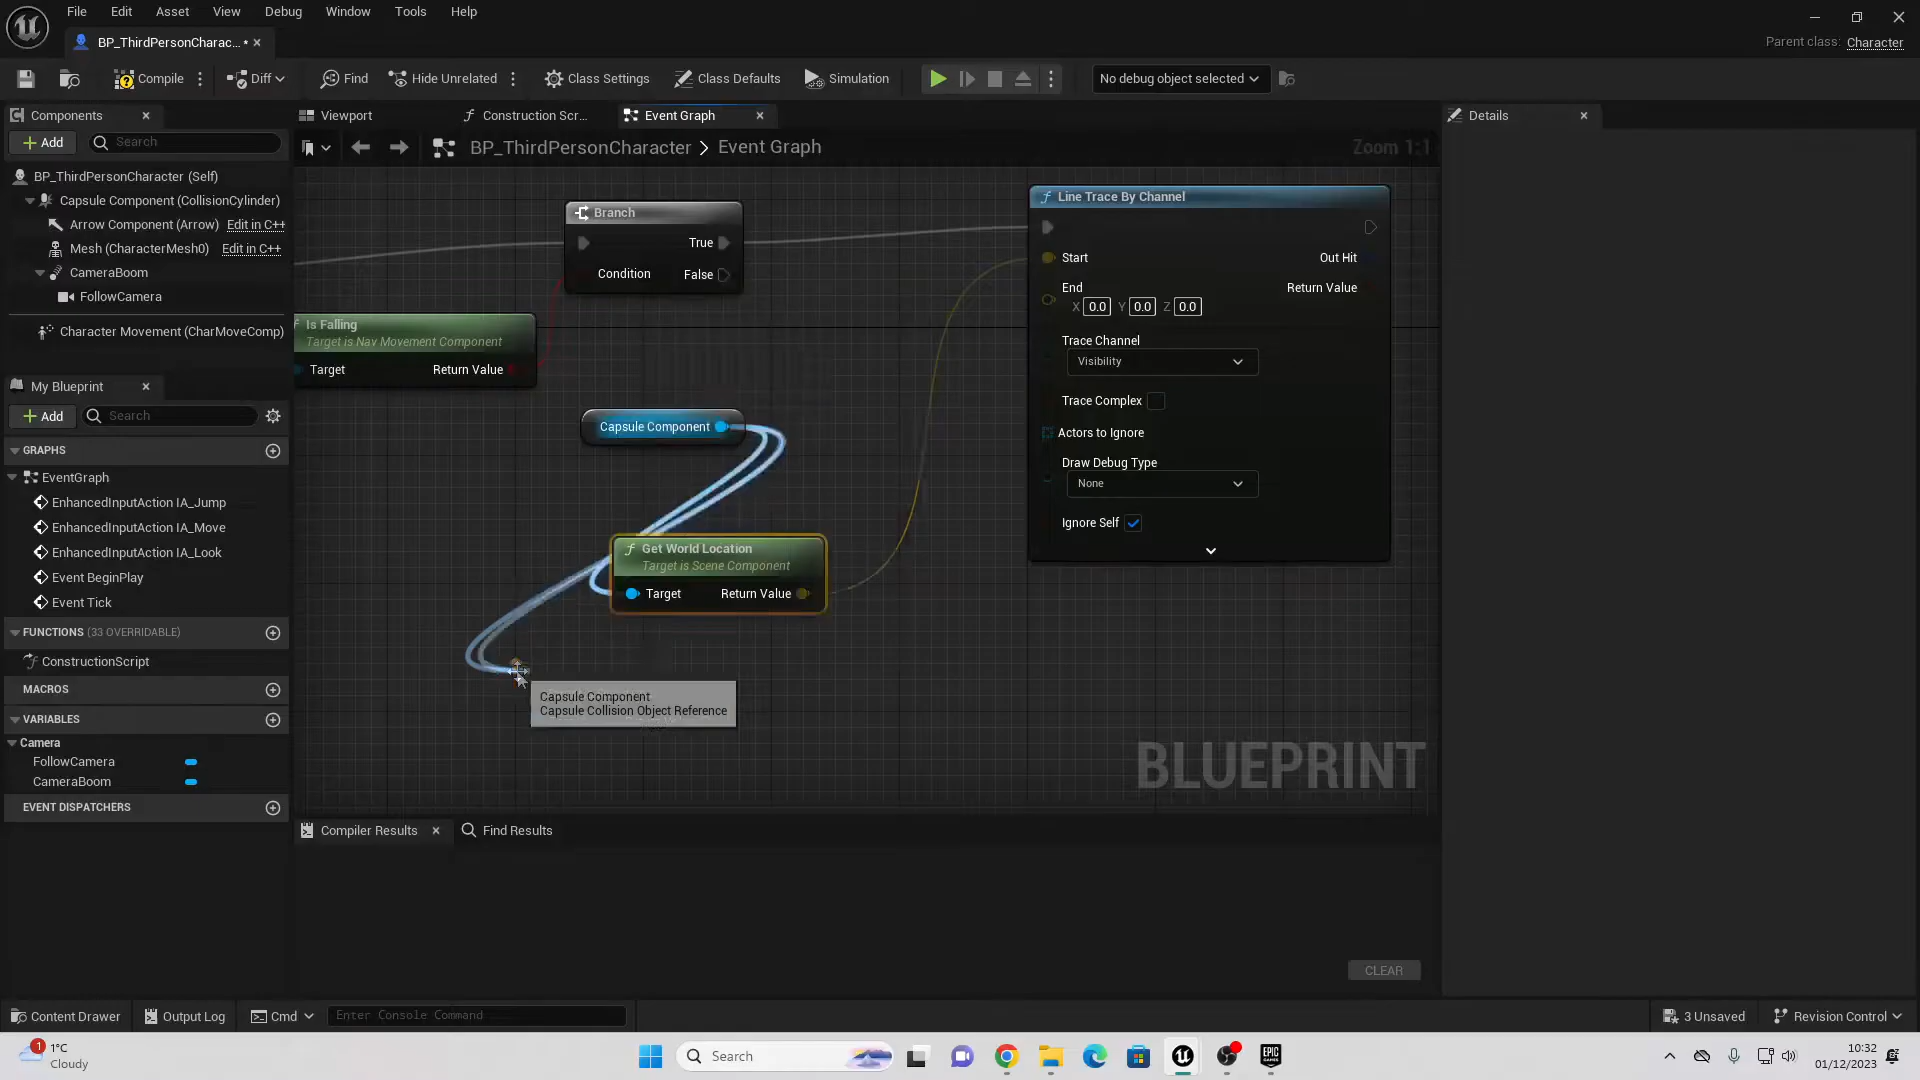 File Edit Asset View Debug Window Tools Help
BP_ThirdPersonCharac... •
Parent class: Character
Compile
Diff
Find
Hide Unrelated
Class Settings
Class Defaults
Simulation
No debug object selected
Components
Add
Search
BP_ThirdPersonCharacter (Self)
Capsule Component (CollisionCylinder)
Arrow Component (Arrow) Edit in C++
Mesh (CharacterMesh0) Edit in C++
CameraBoom
FollowCamera
Character Movement (CharMoveComp)
My Blueprint
Add
Search
GRAPHS
EventGraph
EnhancedInputAction IA_Jump
EnhancedInputAction IA_Move
EnhancedInputAction IA_Look
Event BeginPlay
Event Tick
FUNCTIONS (33 OVERRIDABLE)
ConstructionScript
MACROS
VARIABLES
Camera
FollowCamera
CameraBoom
EVENT DISPATCHERS
Viewport
Construction Scr...
Event Graph
BP_ThirdPersonCharacter > Event Graph
Zoom 1:1
Branch
True
Condition
False
Is Falling
Target is Nav Movement Component
Target
Return Value
Capsule Component
Get World Location
Target is Scene Component
Target
Return Value
Capsule Component
Capsule Collision Object Reference
Line Trace By Channel
Start
Out Hit
End
Return Value
X 0.0 Y 0.0 Z 0.0
Trace Channel
Visibility
Trace Complex
Actors to Ignore
Draw Debug Type
None
Ignore Self
BLUEPRINT
Details
Compiler Results
Find Results
CLEAR
Content Drawer
Output Log
Cmd
Enter Console Command
3 Unsaved
Revision Control
1
1°C
Cloudy
Search
EPIC
GAMES
10:32
01/12/2023